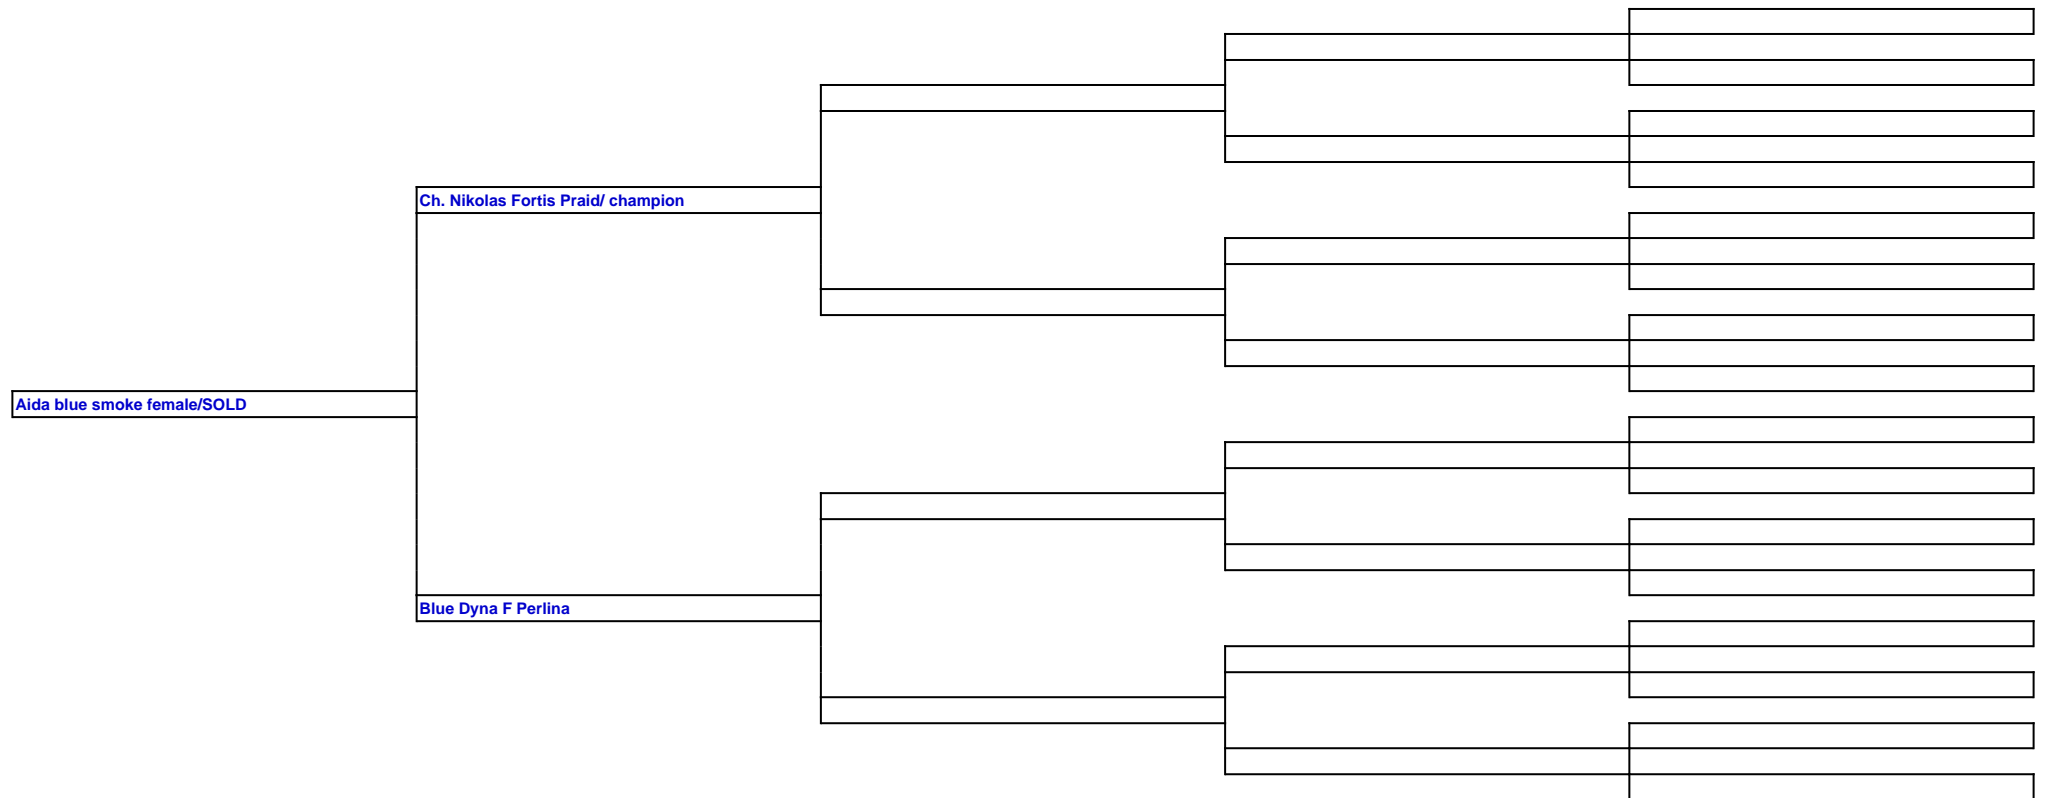 Ch. Nikolas Fortis Praid/ champion
Aida blue smoke female/SOLD
Blue Dyna F Perlina